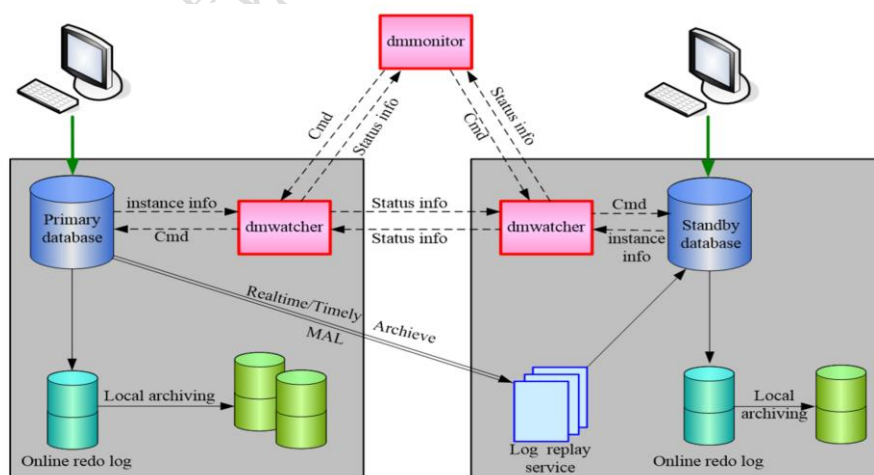 dmmonitor
Cmd
Status info
Status info
Cmd
Primary
database
instance info
Cmd
dmwatcher
Status info
Status info
dmwatcher
Cmd
instance
info
Standby
database
Realtime/Timely Archieve
MAL
Local archiving
Online redo log
Log replay
service
Local
archiving
Online redo log